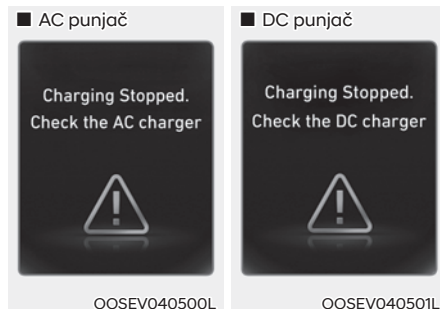 ■ AC punjač
Charging Stopped.
Check the AC charger
OOSEV040500L
■ DC punjač
Charging Stopped.
Check the DC charger
OOSEV040501L